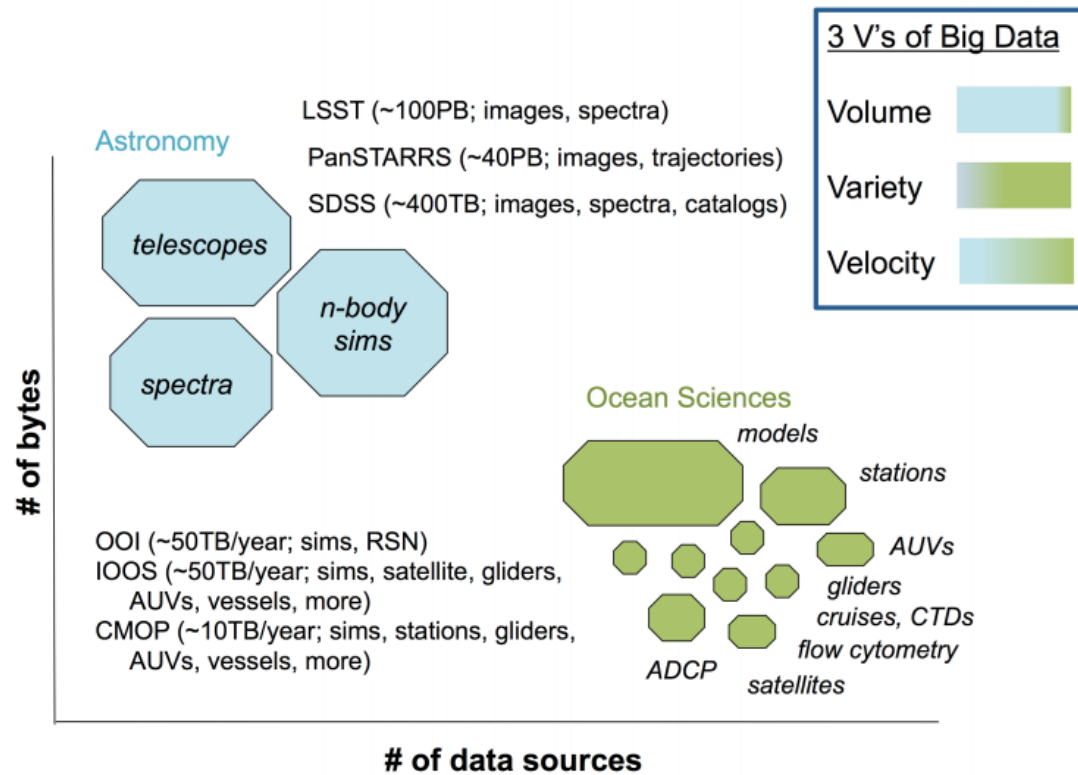 3 V's of Big Data
Volume
Variety
Velocity
LSST (~100PB; images, spectra)
Astronomy
PanSTARRS (~40PB; images, trajectories)
SDSS (~400TB; images, spectra, catalogs)
telescopes
n-body
sims
spectra
# of bytes
Ocean Sciences
models
stations
AUVs
gliders
cruises, CTDs
flow cytometry
satellites
ADCP
OOI (~50TB/year; sims, RSN)
IOOS (~50TB/year; sims, satellite, gliders,
AUVs, vessels, more)
CMOP (~10TB/year; sims, stations, gliders,
AUVs, vessels, more)
# of data sources